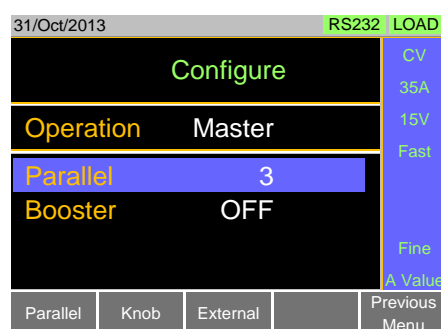 31/Oct/2013 RS232 LOAD
Configure
CV
35A
15V
Fast
Operation Master
Parallel 3
Booster OFF
Fine
A Value
Parallel Knob External Previous
Menu